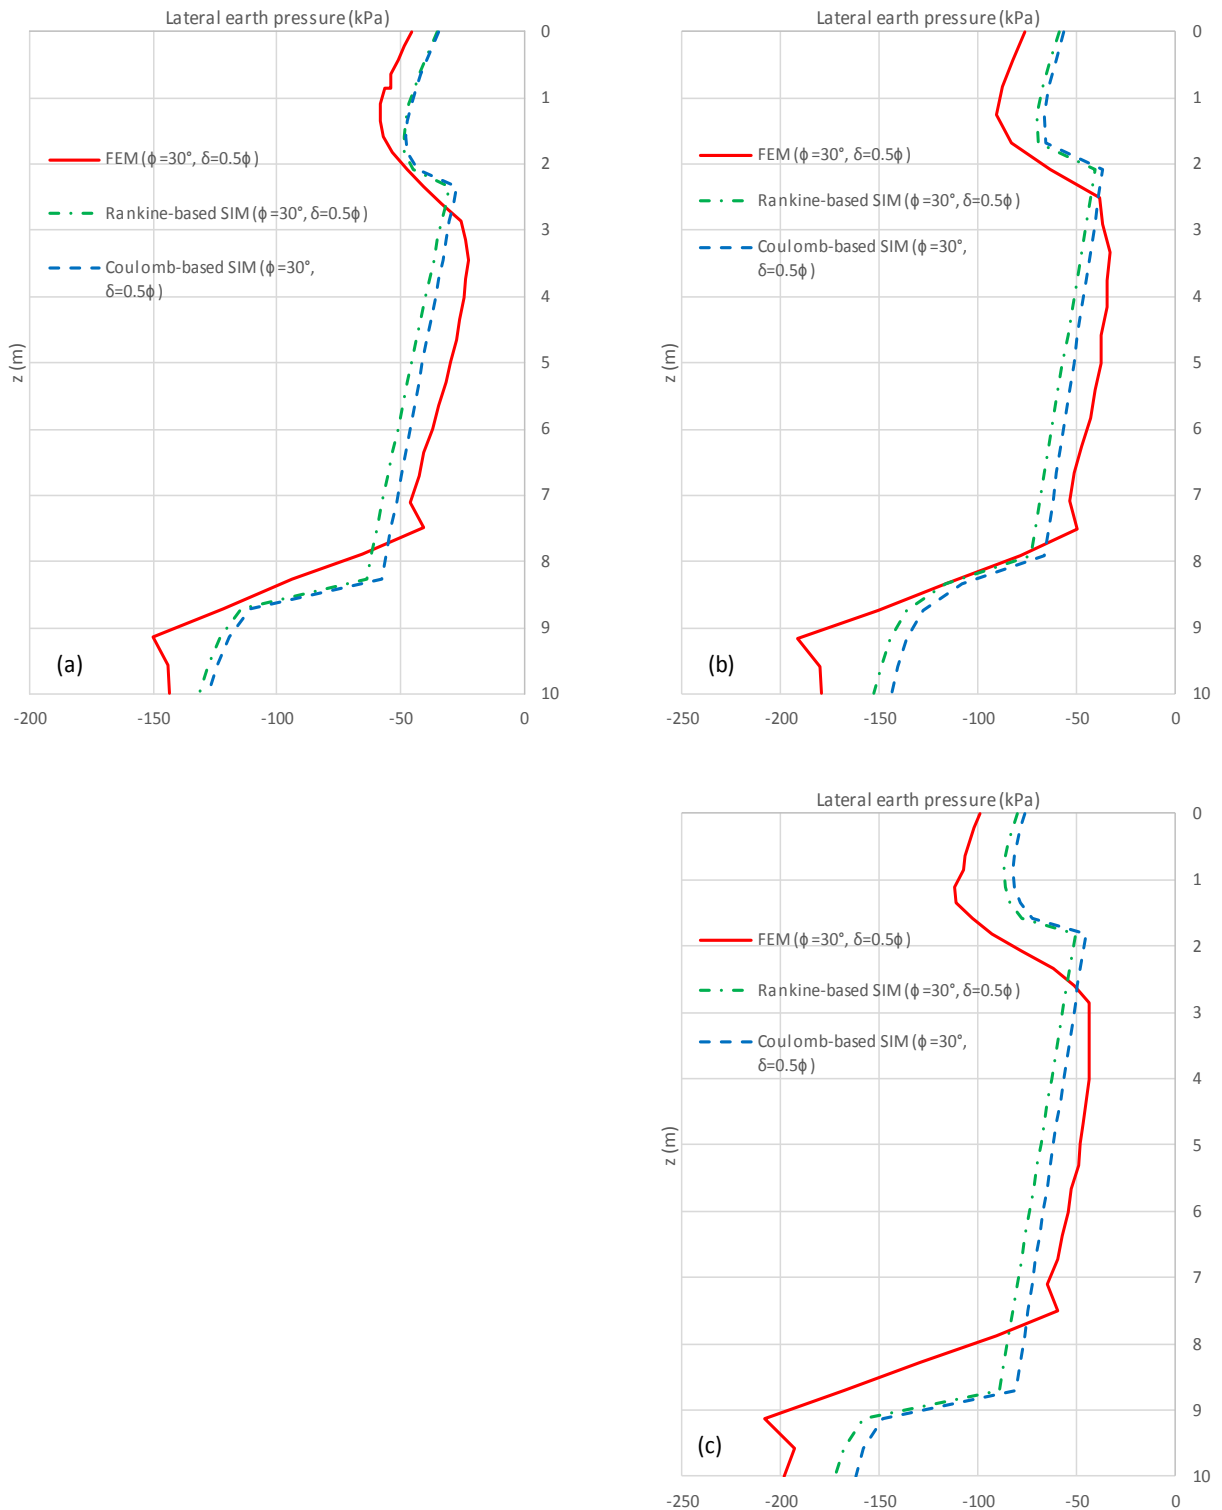 Lateral earth pressure (kPa)
0
1
2
3
4
5
6
7
8
9
10
z (m)
FEM (ϕ=30°, δ=0.5ϕ)
Rankine-based SIM (ϕ=30°, δ=0.5ϕ)
Coulomb-based SIM (ϕ=30°,
δ=0.5ϕ)
(a)
-200 -150 -100 -50 0
Lateral earth pressure (kPa)
0
1
2
3
4
5
6
7
8
9
10
z (m)
FEM (ϕ=30°, δ=0.5ϕ)
Rankine-based SIM (ϕ=30°, δ=0.5ϕ)
Coulomb-based SIM (ϕ=30°,
δ=0.5ϕ)
(b)
-250 -200 -150 -100 -50 0
Lateral earth pressure (kPa)
0
1
2
3
4
5
6
7
8
9
10
z (m)
FEM (ϕ=30°, δ=0.5ϕ)
Rankine-based SIM (ϕ=30°, δ=0.5ϕ)
Coulomb-based SIM (ϕ=30°,
δ=0.5ϕ)
(c)
-250 -200 -150 -100 -50 0